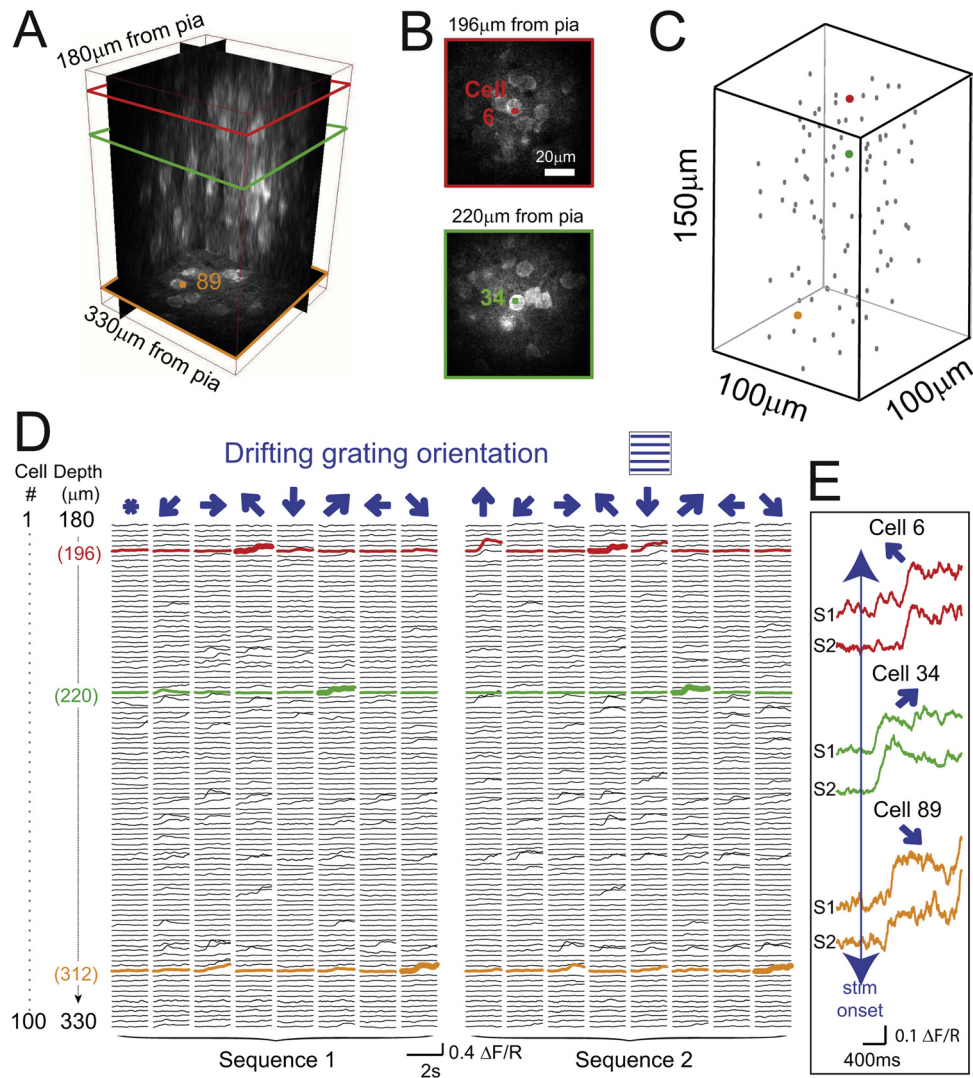 A
180μm from pia
89
330μm from pia
B
196μm from pia
Cell
6
20μm
220μm from pia
34
C
150μm
100μm
100μm
D
Drifting grating orientation
Cell Depth
# (μm)
1 180
*
(196)
(220)
(312)
100 330
Sequence 1
0.4 ΔF/R
2s
Sequence 2
E
Cell 6
S1
S2
Cell 34
S1
S2
Cell 89
S1
S2
stim
onset
0.1 ΔF/R
400ms